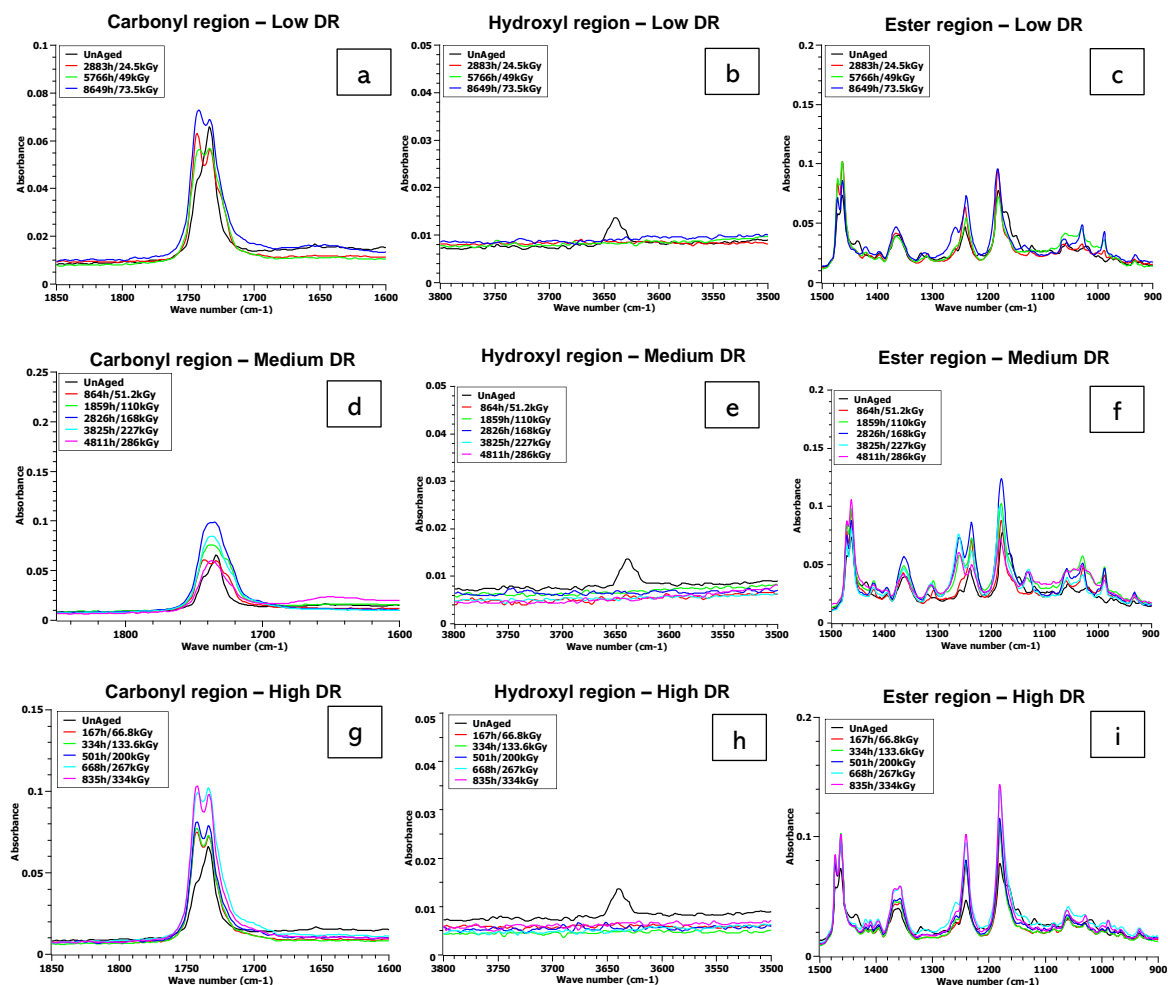 Carbonyl region – Low DR
0.1
0.08
0.06
0.04
0.02
0
Absorbance
UnAged
2883h/24.5kGy
5766h/49kGy
8649h/73.5kGy
a
1850
1800
1750
1700
1650
1600
Wave number (cm-1)
Hydroxyl region – Low DR
0.05
0.04
0.03
0.02
0.01
0
Absorbance
UnAged
2883h/24.5kGy
5766h/49kGy
8649h/73.5kGy
b
3800
3750
3700
3650
3600
3550
3500
Wave number (cm-1)
Ester region – Low DR
0.2
0.15
0.1
0.05
0
Absorbance
UnAged
2883h/24.5kGy
5766h/49kGy
8649h/73.5kGy
c
1500
1400
1300
1200
1100
1000
900
Wave number (cm-1)
Carbonyl region – Medium DR
0.25
0.2
0.15
0.1
0.05
0
Absorbance
UnAged
864h/51.2kGy
1859h/110kGy
2826h/168kGy
3825h/227kGy
4811h/286kGy
d
1800
1700
1600
Wave number (cm-1)
Hydroxyl region – Medium DR
0.05
0.04
0.03
0.02
0.01
0
Absorbance
UnAged
864h/51.2kGy
1859h/110kGy
2826h/168kGy
3825h/227kGy
4811h/286kGy
e
3800
3750
3700
3650
3600
3550
3500
Wave number (cm-1)
Ester region – Medium DR
0.2
0.15
0.1
0.05
0
Absorbance
UnAged
864h/51.2kGy
1859h/110kGy
2826h/168kGy
3825h/227kGy
4811h/286kGy
f
1500
1400
1300
1200
1100
1000
900
Wave number (cm-1)
Carbonyl region – High DR
0.15
0.1
0.05
0
Absorbance
UnAged
167h/66.8kGy
334h/133.6kGy
501h/200kGy
668h/267kGy
835h/334kGy
g
1850
1800
1750
1700
1650
1600
Wave number (cm-1)
Hydroxyl region – High DR
0.05
0.04
0.03
0.02
0.01
0
Absorbance
UnAged
167h/66.8kGy
334h/133.6kGy
501h/200kGy
668h/267kGy
835h/334kGy
h
3800
3750
3700
3650
3600
3550
3500
Wave number (cm-1)
Ester region – High DR
0.2
0.1
0
Absorbance
UnAged
167h/66.8kGy
334h/133.6kGy
501h/200kGy
668h/267kGy
835h/334kGy
i
1500
1400
1300
1200
1100
1000
900
Wave number (cm-1)